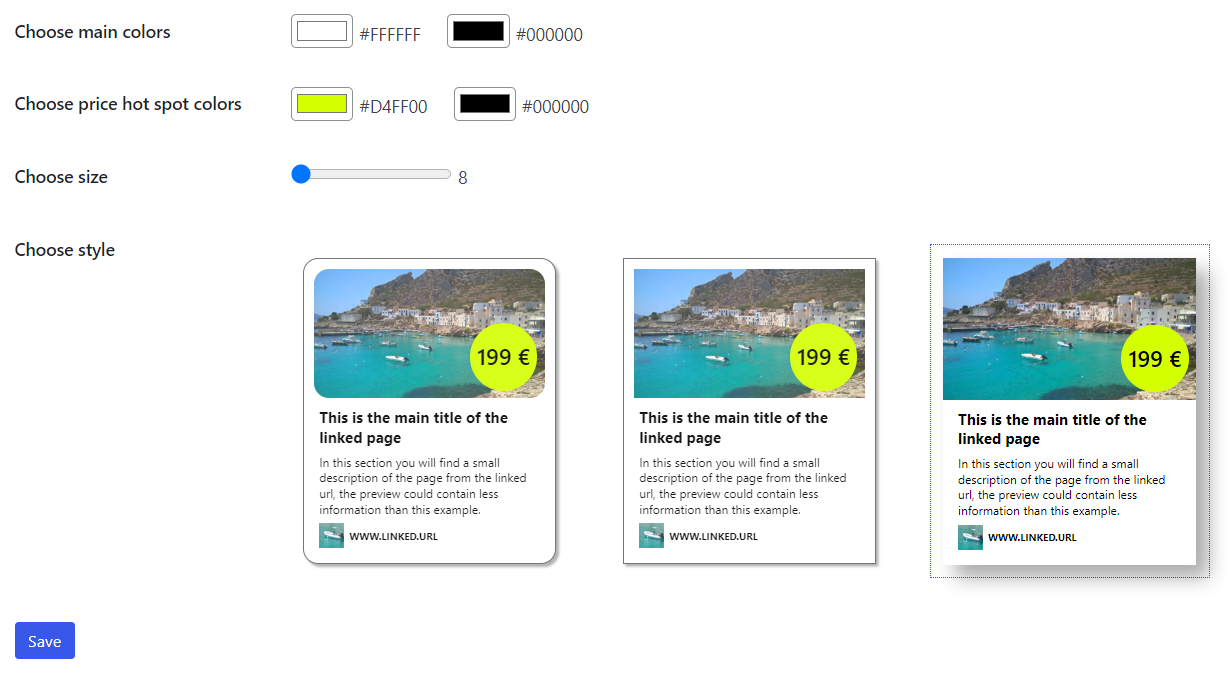 Choose main colors #FFFFFF #000000
Choose price hot spot colors #D4FF00 #000000
Choose size 8
Choose style
199 €
This is the main title of the
linked page
In this section you will find a small
description of the page from the linked
url, the preview could contain less
information than this example.
WWW.LINKED.URL
199 €
This is the main title of the
linked page
In this section you will find a small
description of the page from the linked
url, the preview could contain less
information than this example.
WWW.LINKED.URL
199 €
This is the main title of the
linked page
In this section you will find a small
description of the page from the linked
url, the preview could contain less
information than this example.
WWW.LINKED.URL
Save